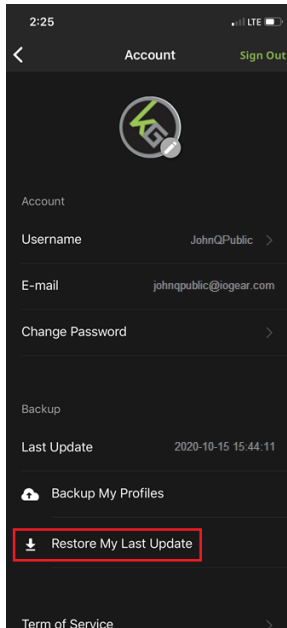 2:25 LTE
Account Sign Out
Account
Username JohnQPublic
E-mail johnqpublic@iogear.com
Change Password
Backup
Last Update 2020-10-15 15:44:11
Backup My Profiles
Restore My Last Update
Term of Service